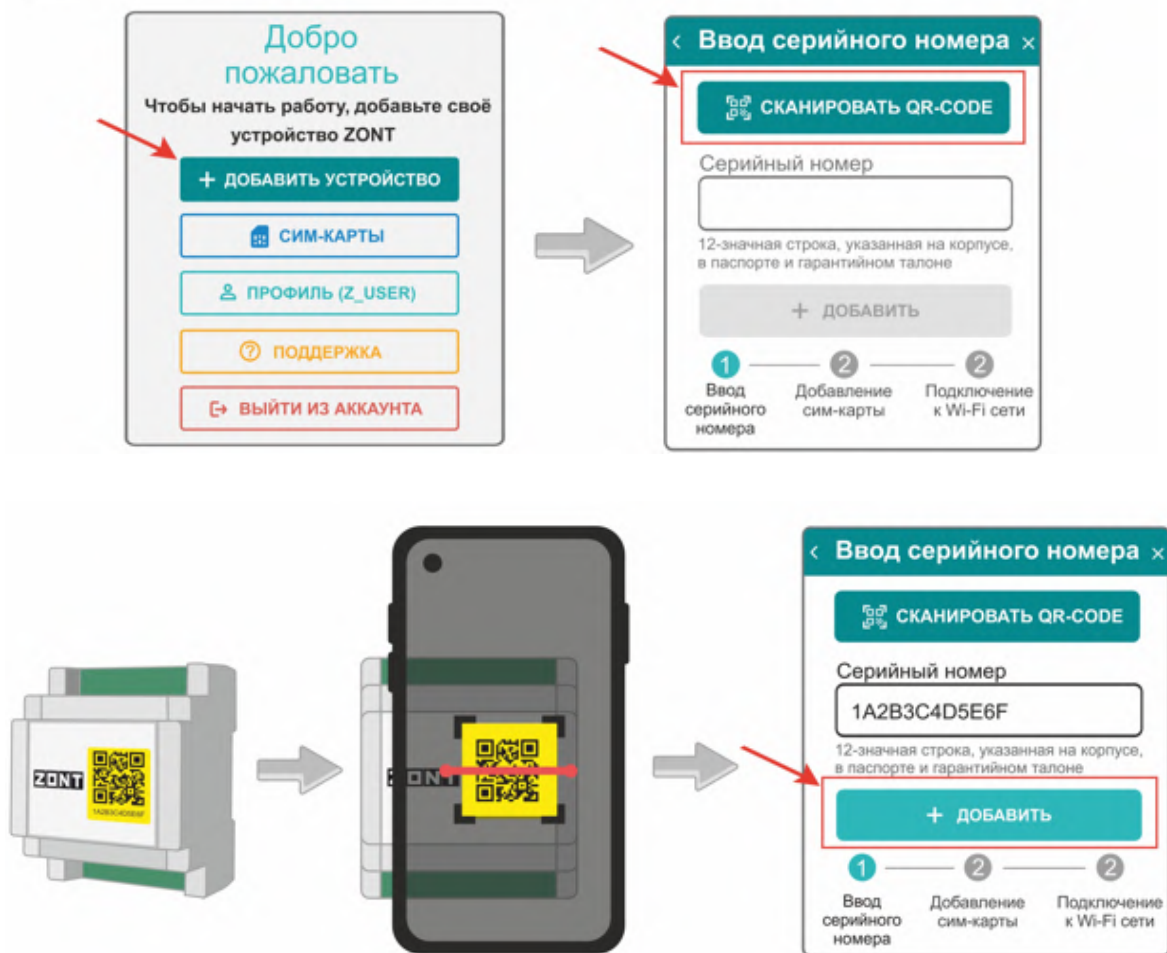 Добро
пожаловать
Чтобы начать работу, добавьте своё
устройство ZONT
+ ДОБАВИТЬ УСТРОЙСТВО
СИМ-КАРТЫ
ПРОФИЛЬ (Z_USER)
ПОДДЕРЖКА
ВЫЙТИ ИЗ АККАУНТА
< Ввод серийного номера ×
СКАНИРОВАТЬ QR-CODE
Серийный номер
12-значная строка, указанная на корпусе,
в паспорте и гарантийном талоне
+ ДОБАВИТЬ
1 2 2
Ввод Добавление Подключение
серийного сим-карты к Wi-Fi сети
номера
ZONT
1A2B3C4D5E6F
ZONT
< Ввод серийного номера ×
СКАНИРОВАТЬ QR-CODE
Серийный номер
1A2B3C4D5E6F
12-значная строка, указанная на корпусе,
в паспорте и гарантийном талоне
+ ДОБАВИТЬ
1 2 2
Ввод Добавление Подключение
серийного сим-карты к Wi-Fi сети
номера